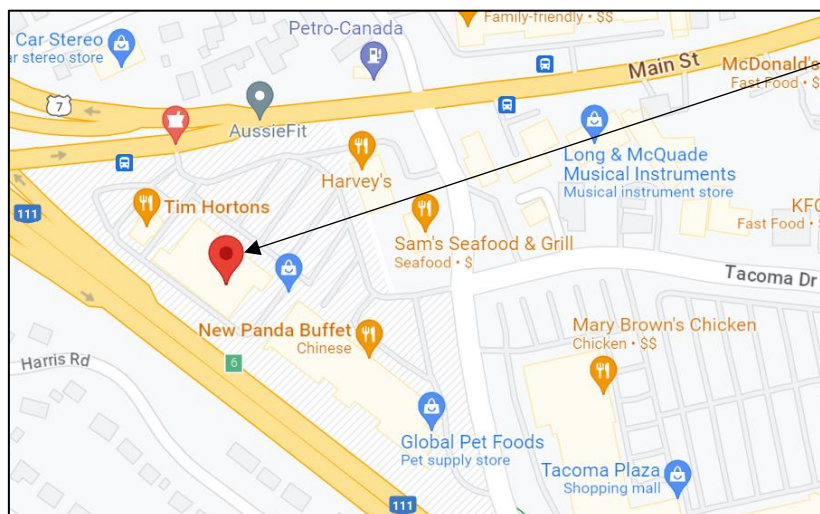 Family-friendly • $$
Car Stereo
r stereo store
Petro-Canada
Main St
McDonald's
Fast Food • $
7
AussieFit
Long & McQuade
Musical Instruments
Musical instrument store
Harvey's
Tim Hortons
111
KFC
Fast Food • $
Sam's Seafood & Grill
Seafood • $
Tacoma Dr
New Panda Buffet
Chinese
Mary Brown's Chicken
Chicken • $$
Harris Rd
6
Global Pet Foods
Pet supply store
Tacoma Plaza
Shopping mall
111